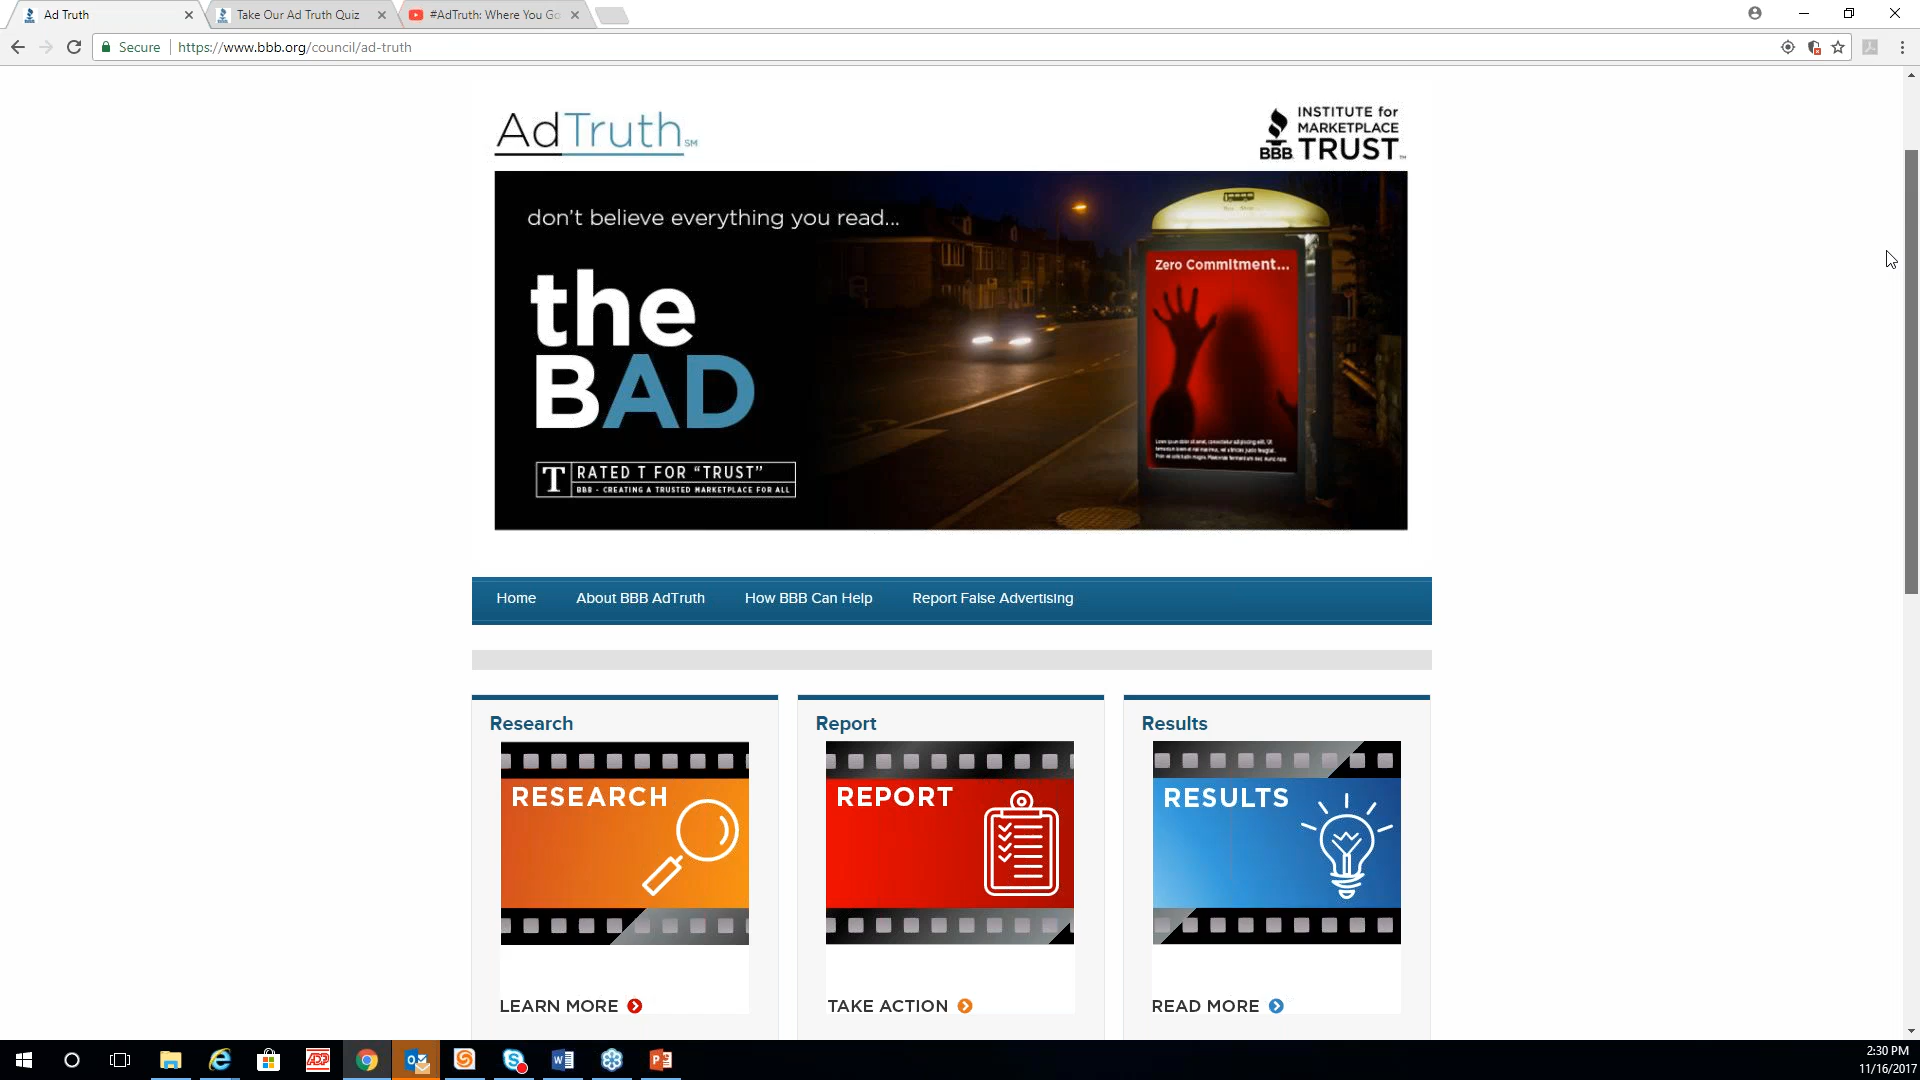 Ad Truth
Take Our Ad Truth Quiz
#AdTruth: Where You Go
Secure
https://www.bbb.org/council/ad-truth
AdTruth SM
INSTITUTE for
MARKETPLACE
BBB TRUST
don't believe everything you read...
the
BAD
T RATED T FOR "TRUST"
BBB - CREATING A TRUSTED MARKETPLACE FOR ALL
Zero Commitment...
Home About BBB AdTruth How BBB Can Help Report False Advertising
Research Report Results
RESEARCH REPORT RESULTS
LEARN MORE TAKE ACTION READ MORE
2:30 PM
11/16/2017